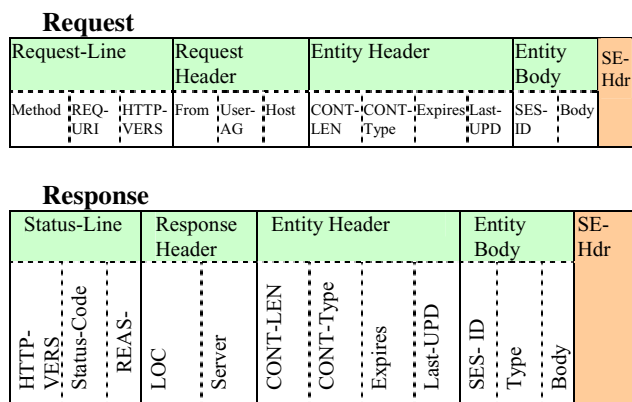 Request
Request-Line Request Header Entity Header Entity Body SE-Hdr
Method REQ-URI HTTP-VERS From User-AG Host CONT-LEN CONT-Type Expires Last-UPD SES-ID Body
Response
Status-Line Response Header Entity Header Entity Body SE-Hdr
HTTP-VERS Status-Code REAS- LOC Server CONT-LEN CONT-Type Expires Last-UPD SES- ID Type Body